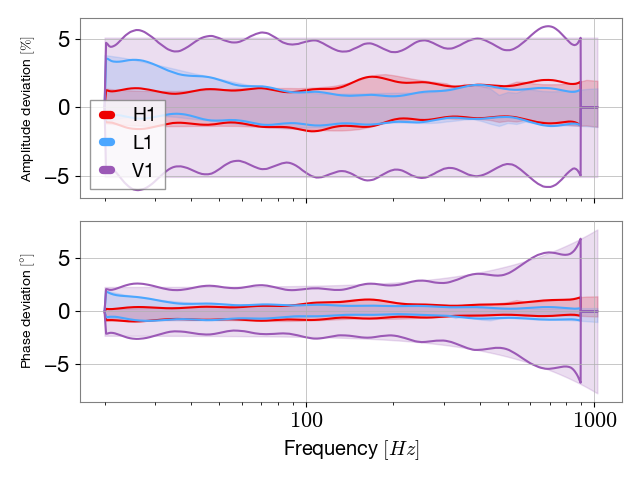 Amplitude deviation [%]
5
0
−5
H1
L1
V1
Phase deviation [°]
5
0
−5
100
1000
Frequency [Hz]